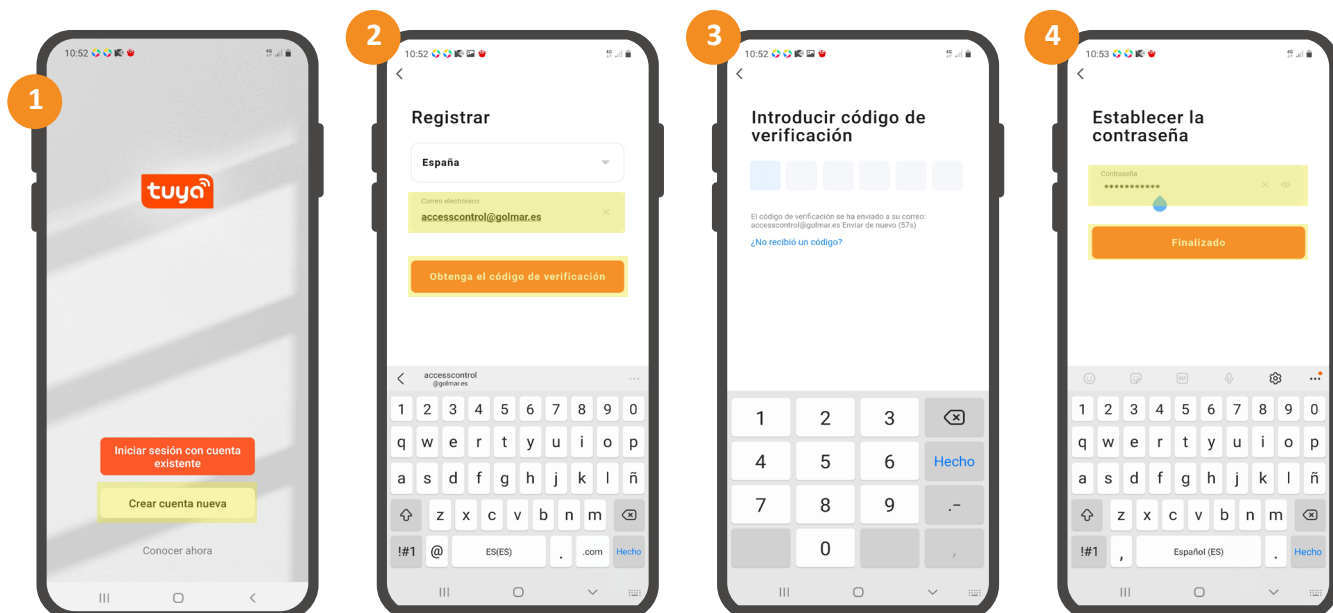 1
10:52
tuya
Iniciar sesión con cuenta
existente
Crear cuenta nueva
Conocer ahora
2
10:52
4G
Registrar
España
Correo electrónico
accesscontrol@golmar.es
Obtenga el código de verificación
accesscontrol
@golmar.es
1 2 3 4 5 6 7 8 9 0
q w e r t y u i o p
a s d f g h j k l ñ
z x c v b n m
!#1 @ ES(ES) . .com Hecho
3
10:52
4G
Introducir código de
verificación
El código de verificación se ha enviado a su correo:
accesscontrol@golmar.es Enviar de nuevo (57s)
¿No recibió un código?
1 2 3
4 5 6 Hecho
7 8 9 .-
0 ,
4
10:53
4G
Establecer la
contraseña
Contraseña
***********
Finalizado
GIF
1 2 3 4 5 6 7 8 9 0
q w e r t y u i o p
a s d f g h j k l ñ
z x c v b n m
!#1 , Español (ES) . Hecho